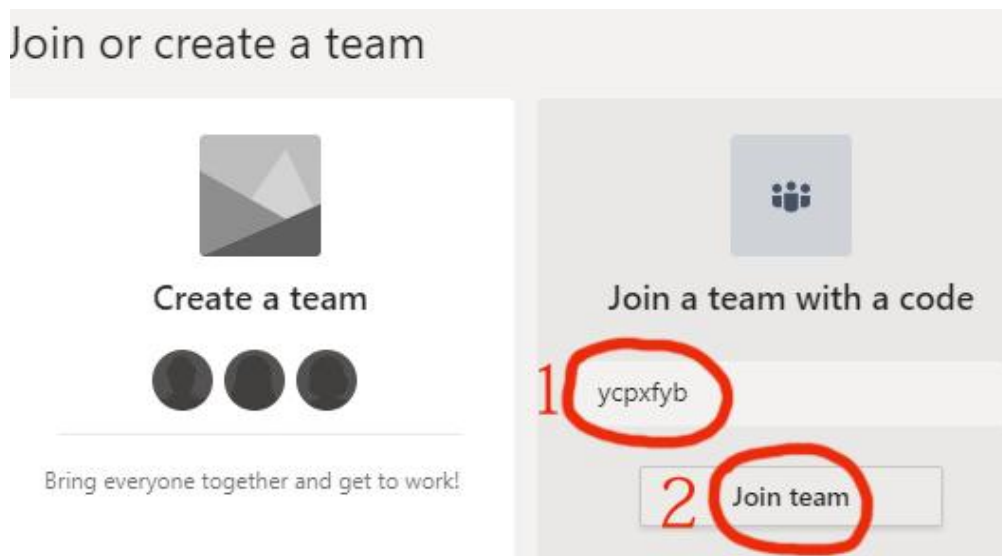 Join or create a team
Create a team
Bring everyone together and get to work!
Join a team with a code
1
ycpxfyb
2
Join team